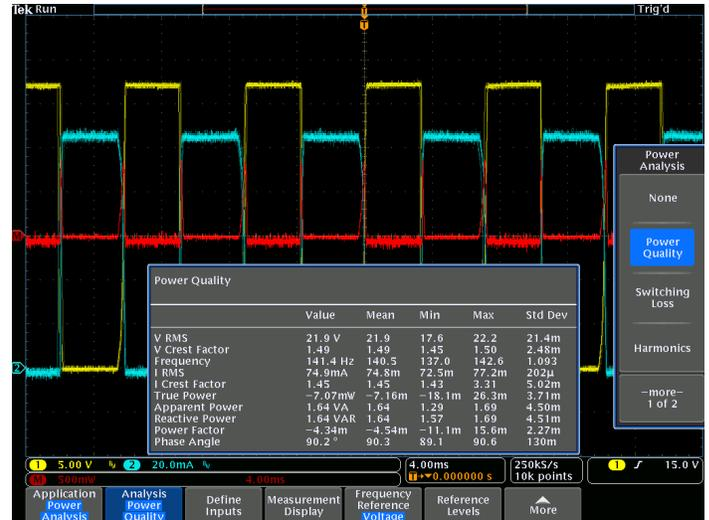 Tek Run Trig'd
T
T
M
2
Power
Analysis
None
Power
Quality
Switching
Loss
Harmonics
—more—
1 of 2
Power Quality
Value Mean Min Max Std Dev
V RMS 21.9 V 21.9 17.6 22.2 21.4m
V Crest Factor 1.49 1.49 1.45 1.50 2.48m
Frequency 141.4 Hz 140.5 137.0 142.6 1.093
I RMS 74.9mA 74.8m 72.5m 77.2m 202µ
I Crest Factor 1.45 1.45 1.43 3.31 5.02m
True Power −7.07mW −7.16m −18.1m 26.3m 3.71m
Apparent Power 1.64 VA 1.64 1.29 1.69 4.50m
Reactive Power 1.64 VAR 1.64 1.57 1.69 4.51m
Power Factor −4.34m −4.54m −11.1m 15.6m 2.27m
Phase Angle 90.2 ° 90.3 89.1 90.6 130m
1 5.00 V 2 20.0mA 4.00ms 250kS/s 1 15.0 V
T→▾0.000000 s 10k points
M 500mW 4.00ms
Application
Power
Analysis
Analysis
Power
Quality
Define
Inputs
Measurement
Display
Frequency
Reference
Voltage
Reference
Levels
More